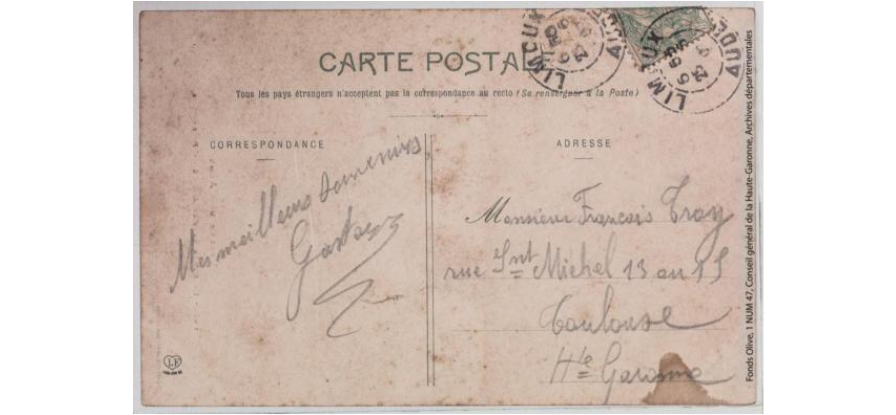 CARTE POSTALE
Tous les pays étrangers n'acceptent pas la correspondance au recto (Se renseigner à la Poste)
CORRESPONDANCE
Mes meilleurs souvenirs
ADRESSE
Monsieur François Tray
rue Snt Michel 13 ou 15
Toulouse
Hte Garonne
LIMOUX
AUDE
LIMOUX
AUDE
Fonds Olive, 1 NUM 47, Conseil général de la Haute-Garonne, Archives départementales